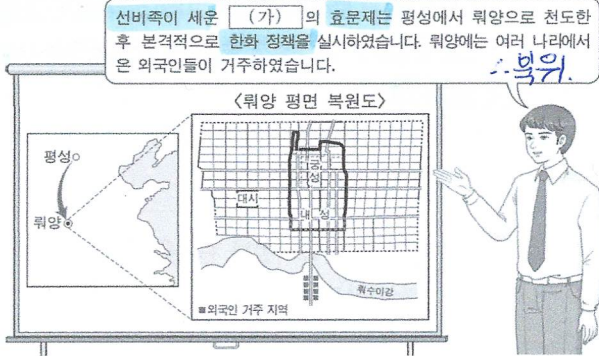 선비족이 세운 (가) 의 효문제는 평성에서 뤄양으로 천도한
후 본격적으로 한화 정책을 실시하였습니다. 뤄양에는 여러 나라에서
온 외국인들이 거주하였습니다.
∴북위.
〈뤄양 평면 복원도〉
평성
뤄양
궁
성
대시
내 성
뤄수이강
■외국인 거주 지역